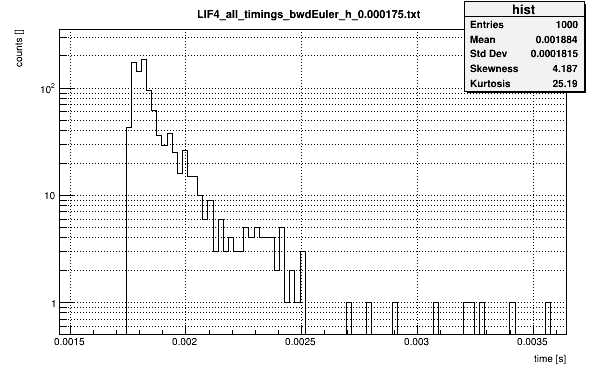 LIF4_all_timings_bwdEuler_h_0.000175.txt
hist
Entries 1000
Mean 0.001884
Std Dev 0.0001815
Skewness 4.187
Kurtosis 25.19
counts []
10²
10
1
0.0015 0.002 0.0025 0.003 0.0035
time [s]